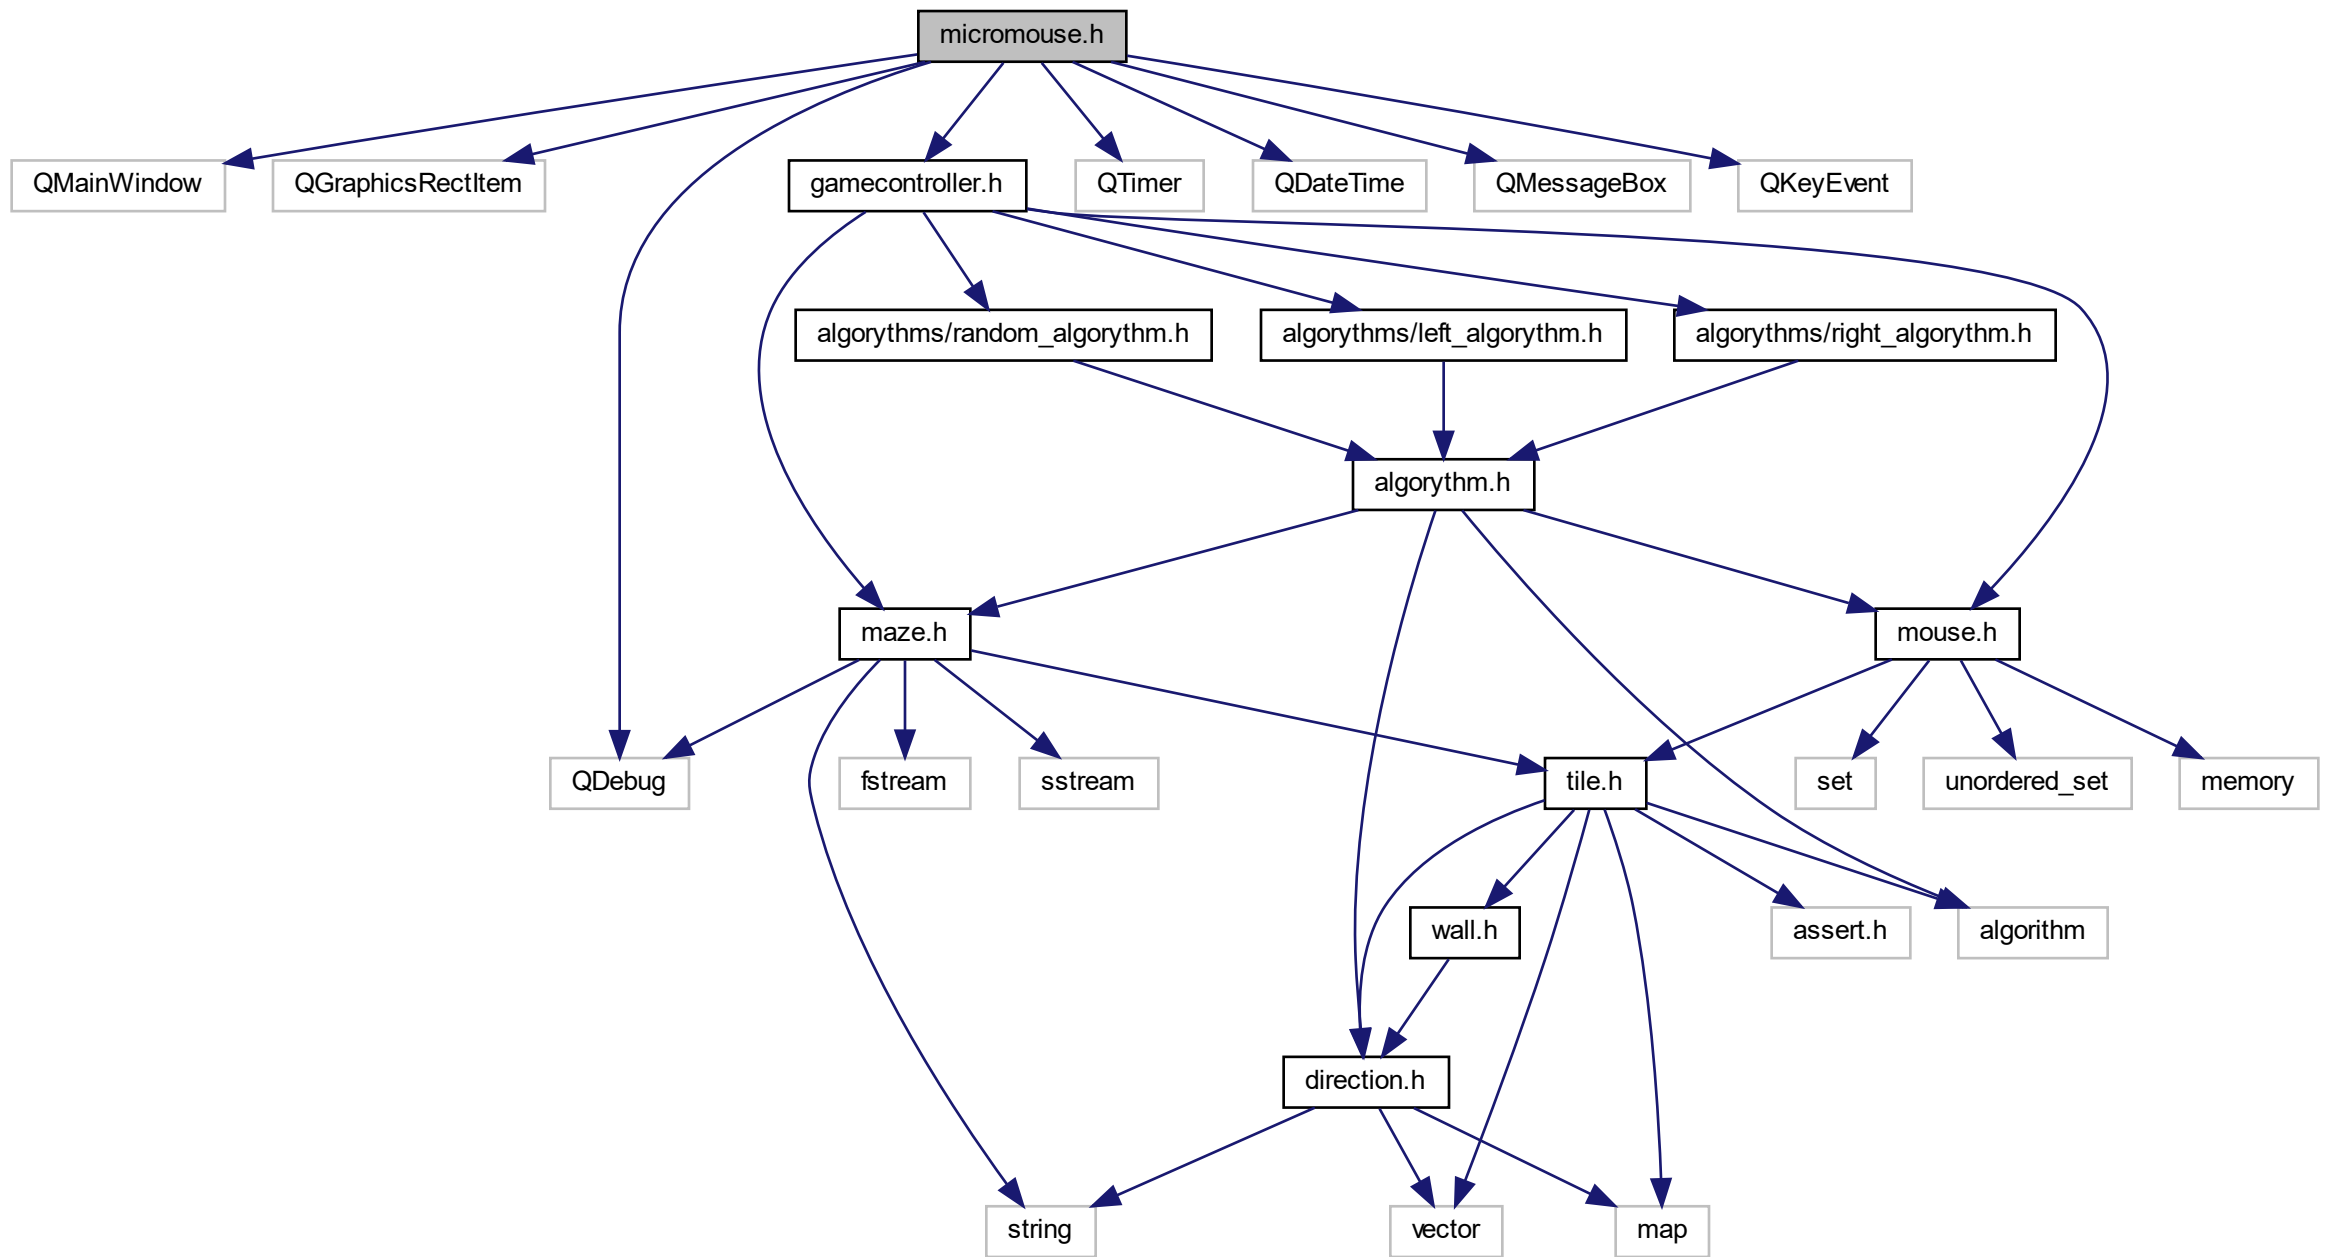 micromouse.h
QMainWindow
QGraphicsRectItem
gamecontroller.h
QTimer
QDateTime
QMessageBox
QKeyEvent
algorythms/random_algorythm.h
algorythms/left_algorythm.h
algorythms/right_algorythm.h
algorythm.h
maze.h
mouse.h
QDebug
fstream
sstream
tile.h
set
unordered_set
memory
wall.h
assert.h
algorithm
direction.h
string
vector
map